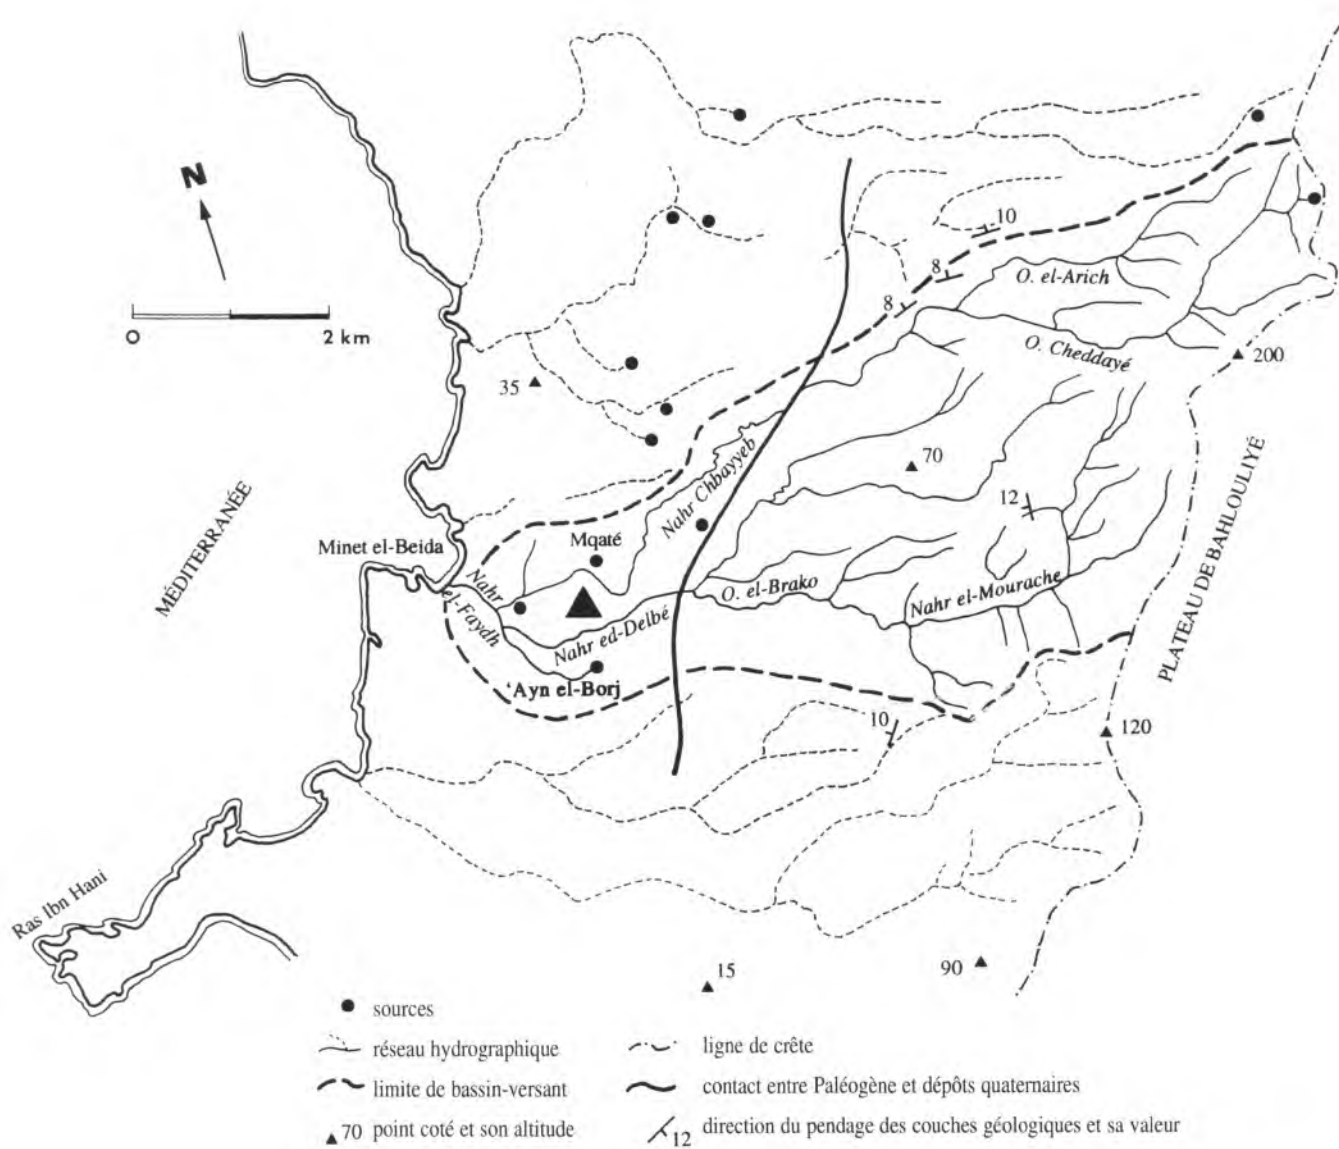 N
0
2 km
10
8
8
O. el-Arich
O. Cheddayé
200
35
70
12
Nahr Chbayyeb
MÉDITERRANÉE
Minet el-Beida
Mqaté
Nahr
el-Faydh
Nahr ed-Delbé
O. el-Brako
Nahr el-Mourache
PLATEAU DE BAHLOULIYÉ
'Ayn el-Borj
10
120
Ras Ibn Hani
15
90
sources
réseau hydrographique
limite de bassin-versant
70 point coté et son altitude
ligne de crête
contact entre Paléogène et dépôts quaternaires
12 direction du pendage des couches géologiques et sa valeur